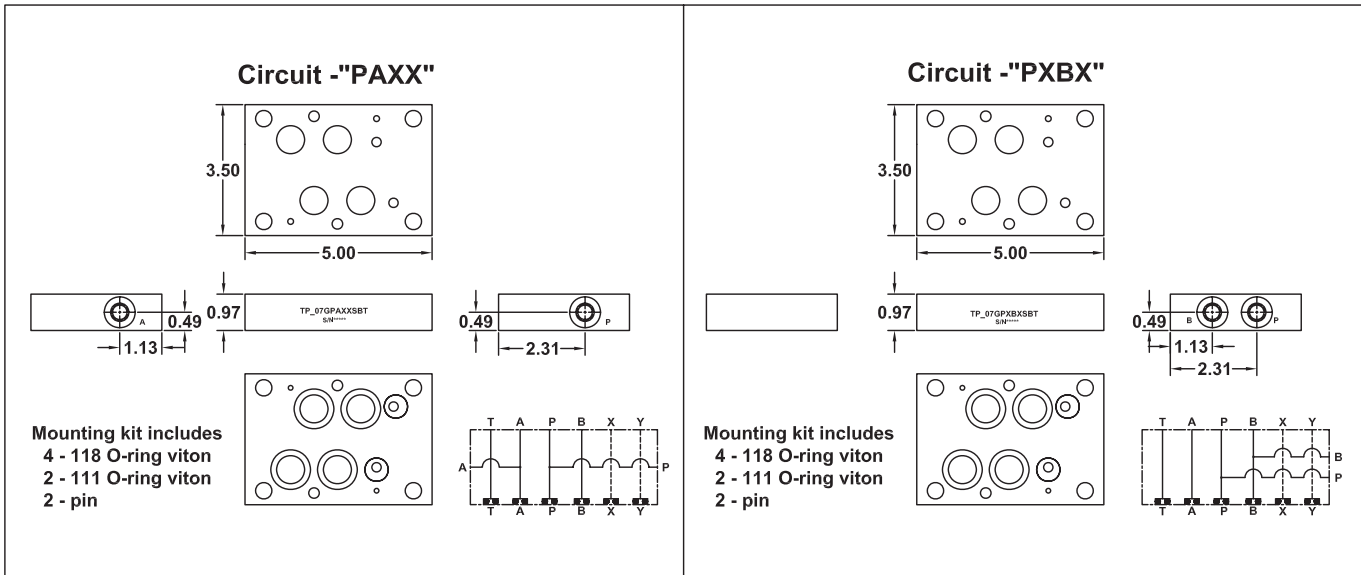 Circuit -"PAXX"
3.50
5.00
A
0.49
1.13
0.97
TP_07GPAXXSBT
S/N*****
0.49
P
2.31
Mounting kit includes
4 - 118 O-ring viton
2 - 111 O-ring viton
2 - pin
T A P B X Y
A P
T A P B X Y
Circuit -"PXBX"
3.50
5.00
0.97
TP_07GPXBXSBT
S/N*****
0.49
B P
1.13
2.31
Mounting kit includes
4 - 118 O-ring viton
2 - 111 O-ring viton
2 - pin
T A P B X Y
B
P
T A P B X Y